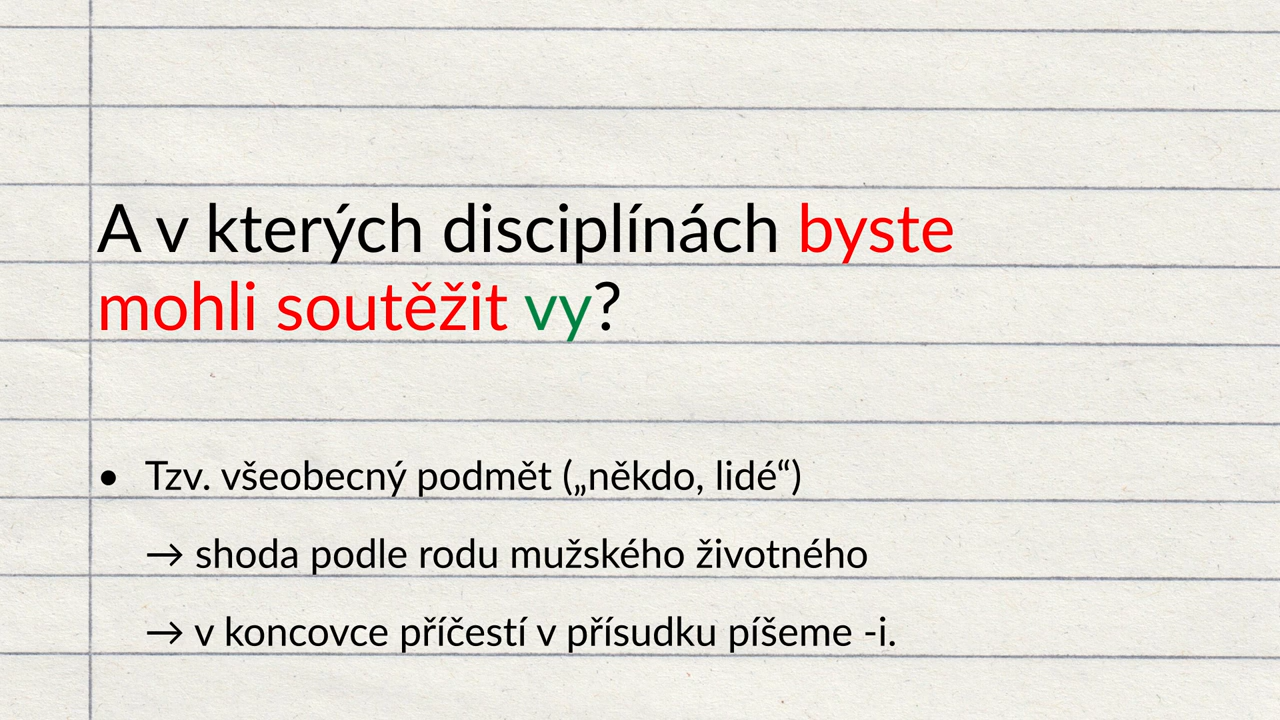 A v kterých disciplínách byste
mohli soutěžit vy?
• Tzv. všeobecný podmět („někdo, lidé“)
→ shoda podle rodu mužského životného
→ v koncovce příčestí v přísudku píšeme -i.